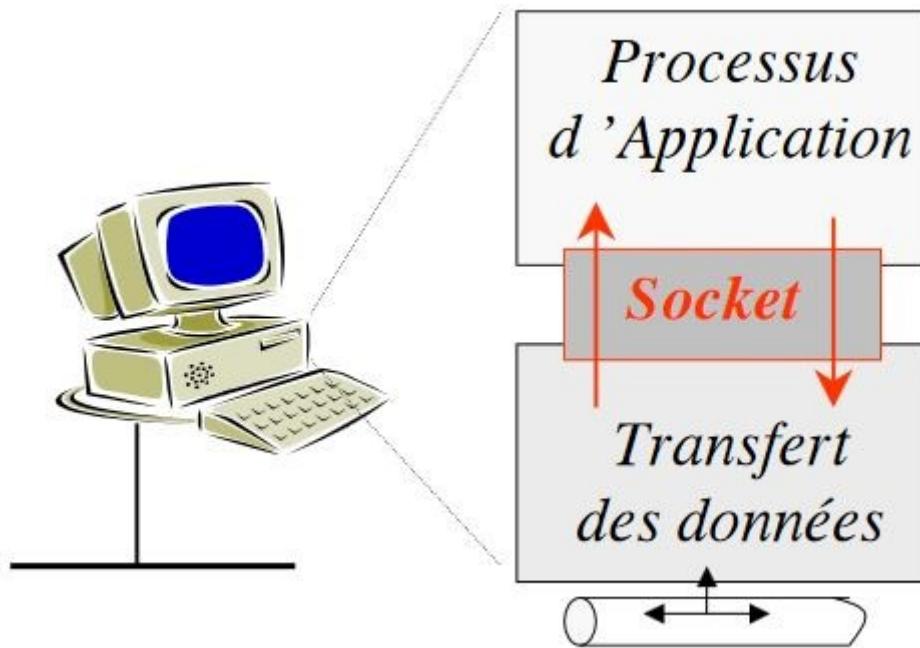 Processus
d ’Application
Socket
Transfert
des données